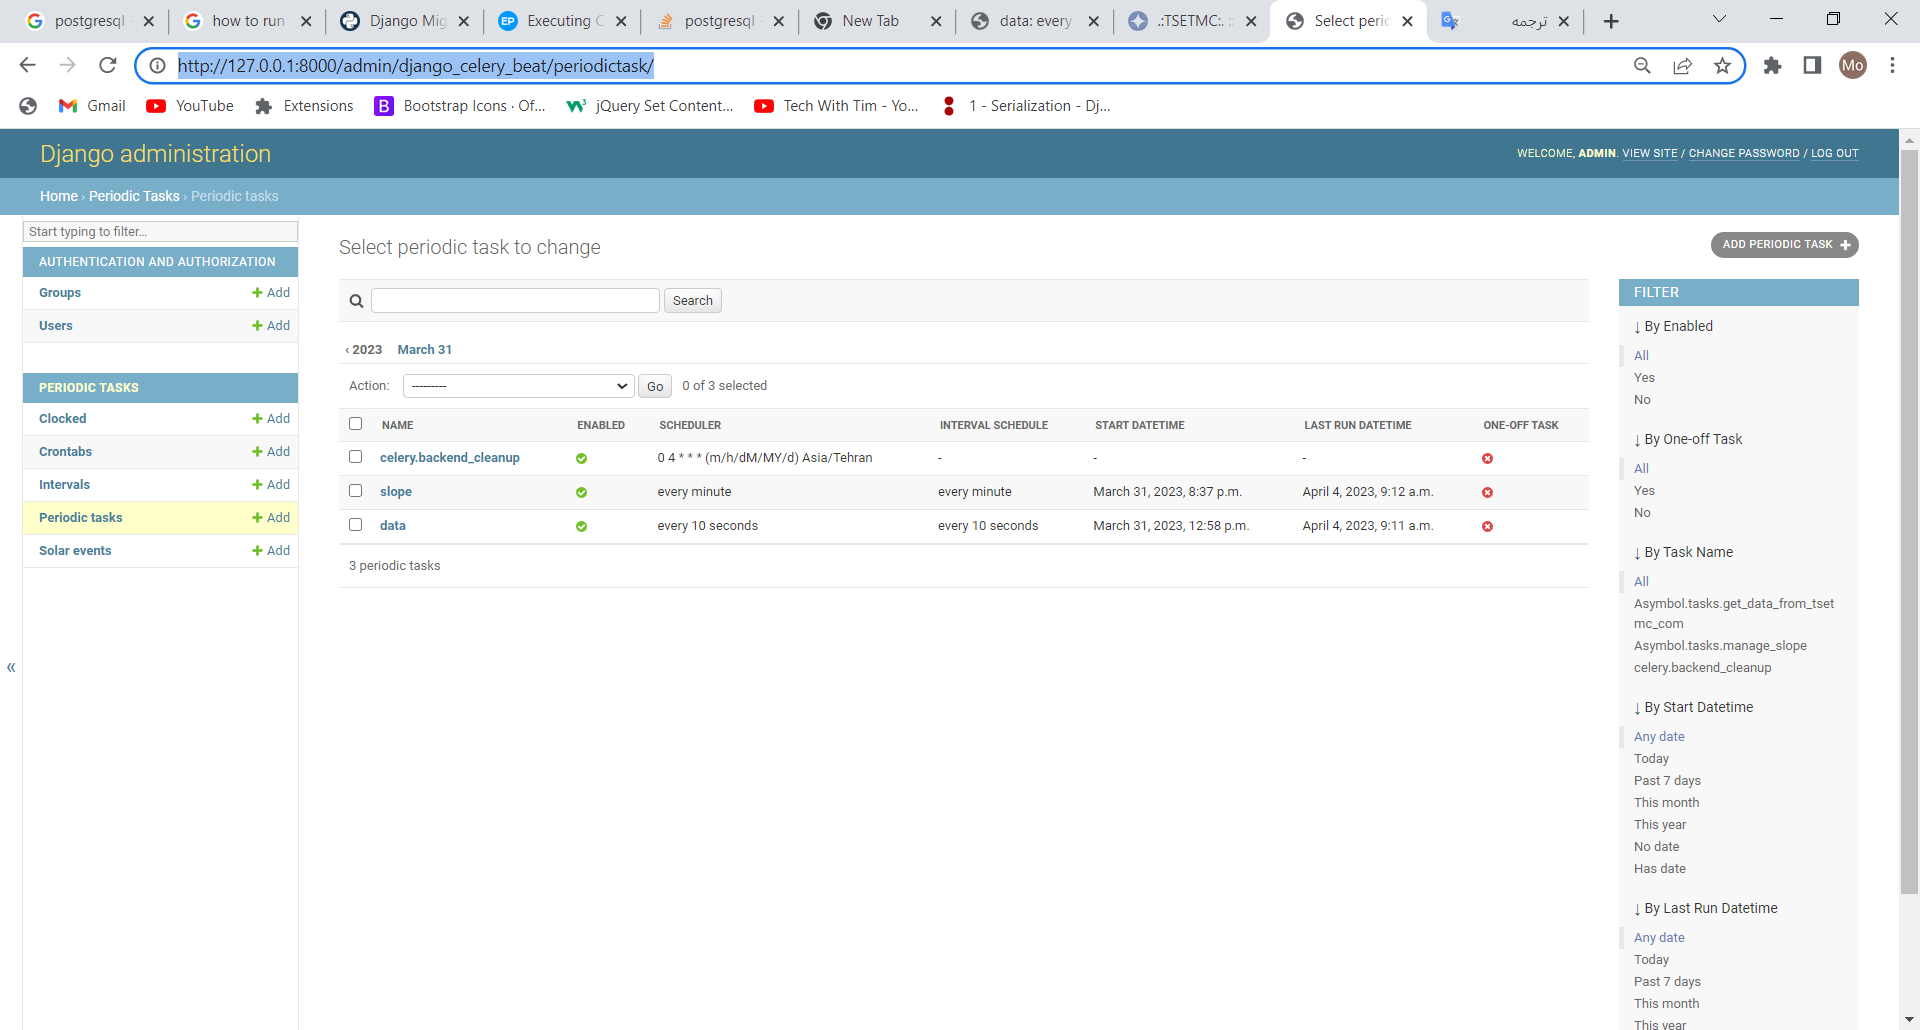 postgresql
how to run
Django Mig
Executing C
postgresql
New Tab
data: every
.:TSETMC:. ::
Select perio
ترجمه
http://127.0.0.1:8000/admin/django_celery_beat/periodictask/
Mo
Gmail
YouTube
Extensions
Bootstrap Icons · Of...
jQuery Set Content...
Tech With Tim - Yo...
1 - Serialization - Dj...
Django administration
WELCOME, ADMIN. VIEW SITE / CHANGE PASSWORD / LOG OUT
Home › Periodic Tasks › Periodic tasks
Start typing to filter...
AUTHENTICATION AND AUTHORIZATION
Groups + Add
Users + Add
PERIODIC TASKS
Clocked + Add
Crontabs + Add
Intervals + Add
Periodic tasks + Add
Solar events + Add
«
Select periodic task to change
ADD PERIODIC TASK +
Search
‹ 2023 March 31
Action: --------- Go 0 of 3 selected
NAME ENABLED SCHEDULER INTERVAL SCHEDULE START DATETIME LAST RUN DATETIME ONE-OFF TASK
celery.backend_cleanup 0 4 * * * (m/h/dM/MY/d) Asia/Tehran - - -
slope every minute every minute March 31, 2023, 8:37 p.m. April 4, 2023, 9:12 a.m.
data every 10 seconds every 10 seconds March 31, 2023, 12:58 p.m. April 4, 2023, 9:11 a.m.
3 periodic tasks
FILTER
↓ By Enabled
All
Yes
No
↓ By One-off Task
All
Yes
No
↓ By Task Name
All
Asymbol.tasks.get_data_from_tset
mc_com
Asymbol.tasks.manage_slope
celery.backend_cleanup
↓ By Start Datetime
Any date
Today
Past 7 days
This month
This year
No date
Has date
↓ By Last Run Datetime
Any date
Today
Past 7 days
This month
This year